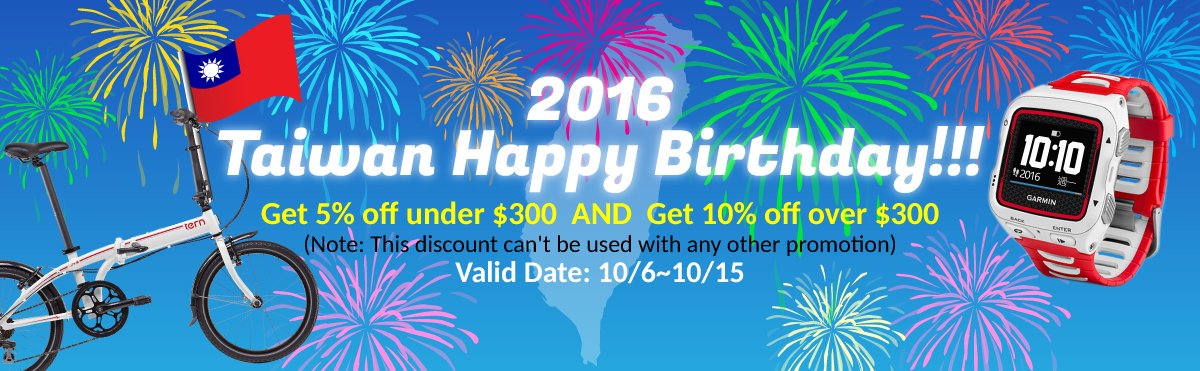 2016
Taiwan Happy Birthday!!!
Get 5% off under $300 AND Get 10% off over $300
(Note: This discount can't be used with any other promotion)
Valid Date: 10/6~10/15
tern
10:10
2016 週一
GARMIN
BACK
ENTER